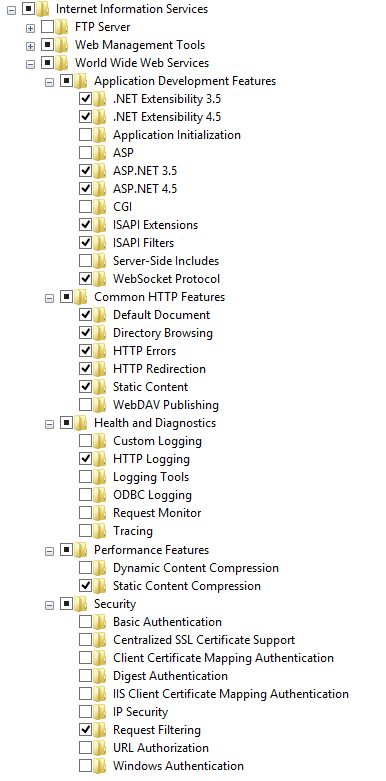 Internet Information Services
FTP Server
Web Management Tools
World Wide Web Services
Application Development Features
.NET Extensibility 3.5
.NET Extensibility 4.5
Application Initialization
ASP
ASP.NET 3.5
ASP.NET 4.5
CGI
ISAPI Extensions
ISAPI Filters
Server-Side Includes
WebSocket Protocol
Common HTTP Features
Default Document
Directory Browsing
HTTP Errors
HTTP Redirection
Static Content
WebDAV Publishing
Health and Diagnostics
Custom Logging
HTTP Logging
Logging Tools
ODBC Logging
Request Monitor
Tracing
Performance Features
Dynamic Content Compression
Static Content Compression
Security
Basic Authentication
Centralized SSL Certificate Support
Client Certificate Mapping Authentication
Digest Authentication
IIS Client Certificate Mapping Authentication
IP Security
Request Filtering
URL Authorization
Windows Authentication